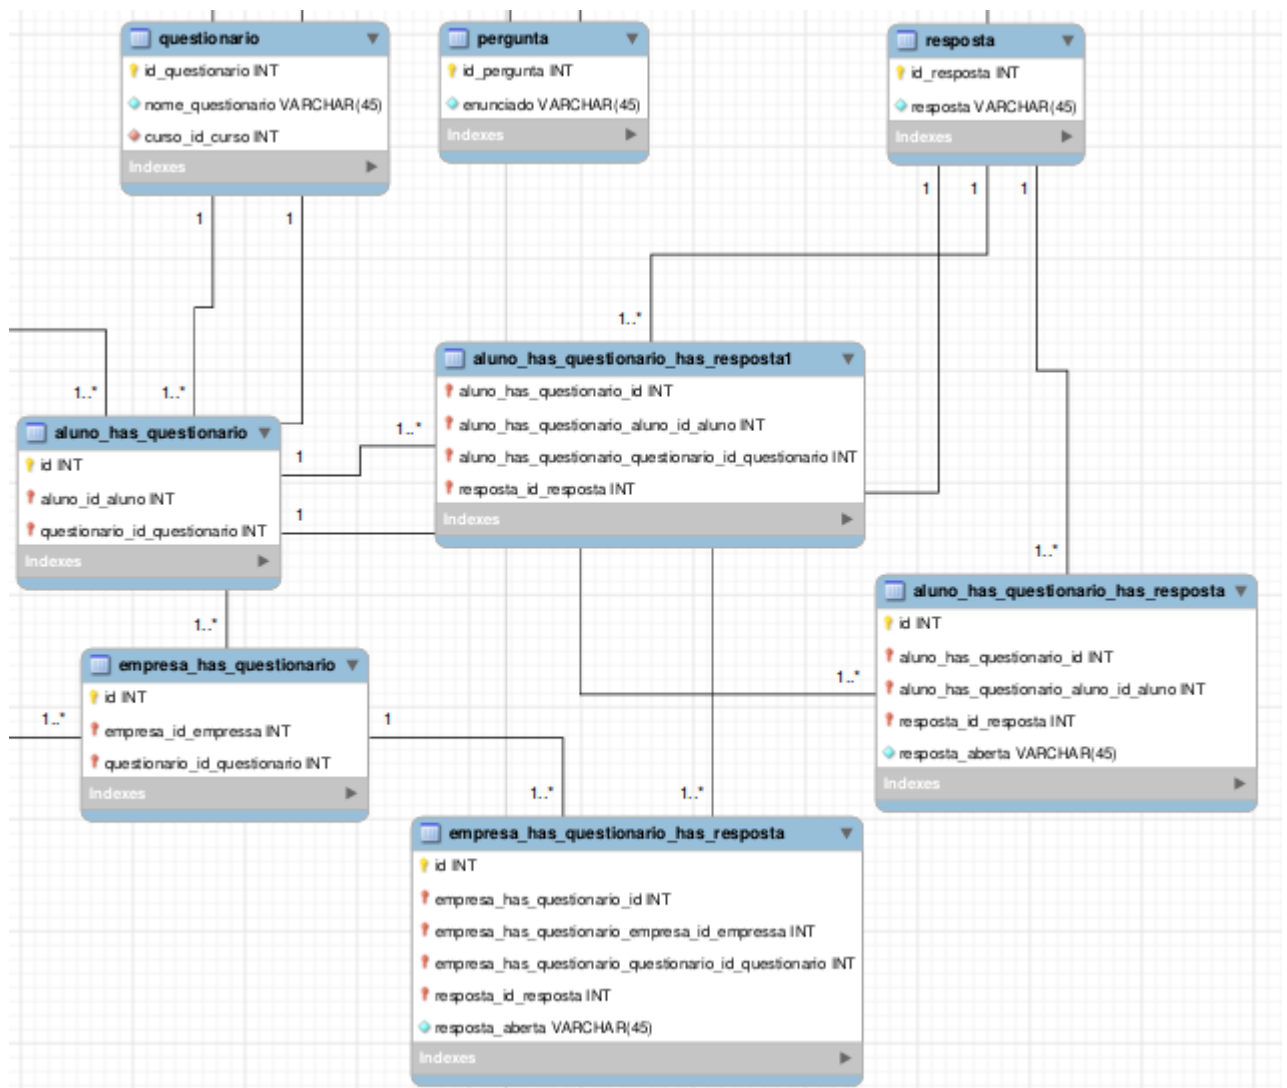 questionario
id_questionario INT
nome_questionario VARCHAR(45)
curso_id_curso INT
Indexes
pergunta
id_pergunta INT
enunciado VARCHAR(45)
Indexes
resposta
id_resposta INT
resposta VARCHAR(45)
Indexes
1
1
1
1
1
1..*
1..*
1..*
aluno_has_questionario_has_resposta1
aluno_has_questionario_id INT
aluno_has_questionario_aluno_id_aluno INT
aluno_has_questionario_questionario_id_questionario INT
resposta_id_resposta INT
Indexes
aluno_has_questionario
id INT
aluno_id_aluno INT
questionario_id_questionario INT
Indexes
1..*
1
1
1..*
1..*
aluno_has_questionario_has_resposta
id INT
aluno_has_questionario_id INT
aluno_has_questionario_aluno_id_aluno INT
resposta_id_resposta INT
resposta_aberta VARCHAR(45)
Indexes
1..*
empresa_has_questionario
id INT
empresa_id_empressa INT
questionario_id_questionario INT
Indexes
1..*
1
1..*
1..*
empresa_has_questionario_has_resposta
id INT
empresa_has_questionario_id INT
empresa_has_questionario_empresa_id_empressa INT
empresa_has_questionario_questionario_id_questionario INT
resposta_id_resposta INT
resposta_aberta VARCHAR(45)
Indexes